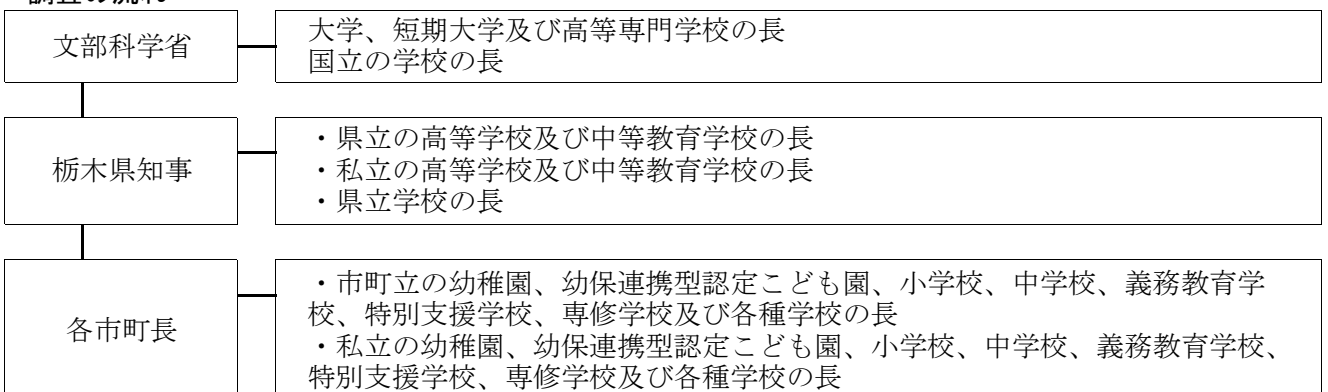 調査の流れ
文部科学省
大学、短期大学及び高等専門学校の長
国立の学校の長
栃木県知事
・県立の高等学校及び中等教育学校の長
・私立の高等学校及び中等教育学校の長
・県立学校の長
各市町長
・市町立の幼稚園、幼保連携型認定こども園、小学校、中学校、義務教育学
校、特別支援学校、専修学校及び各種学校の長
・私立の幼稚園、幼保連携型認定こども園、小学校、中学校、義務教育学校、
特別支援学校、専修学校及び各種学校の長